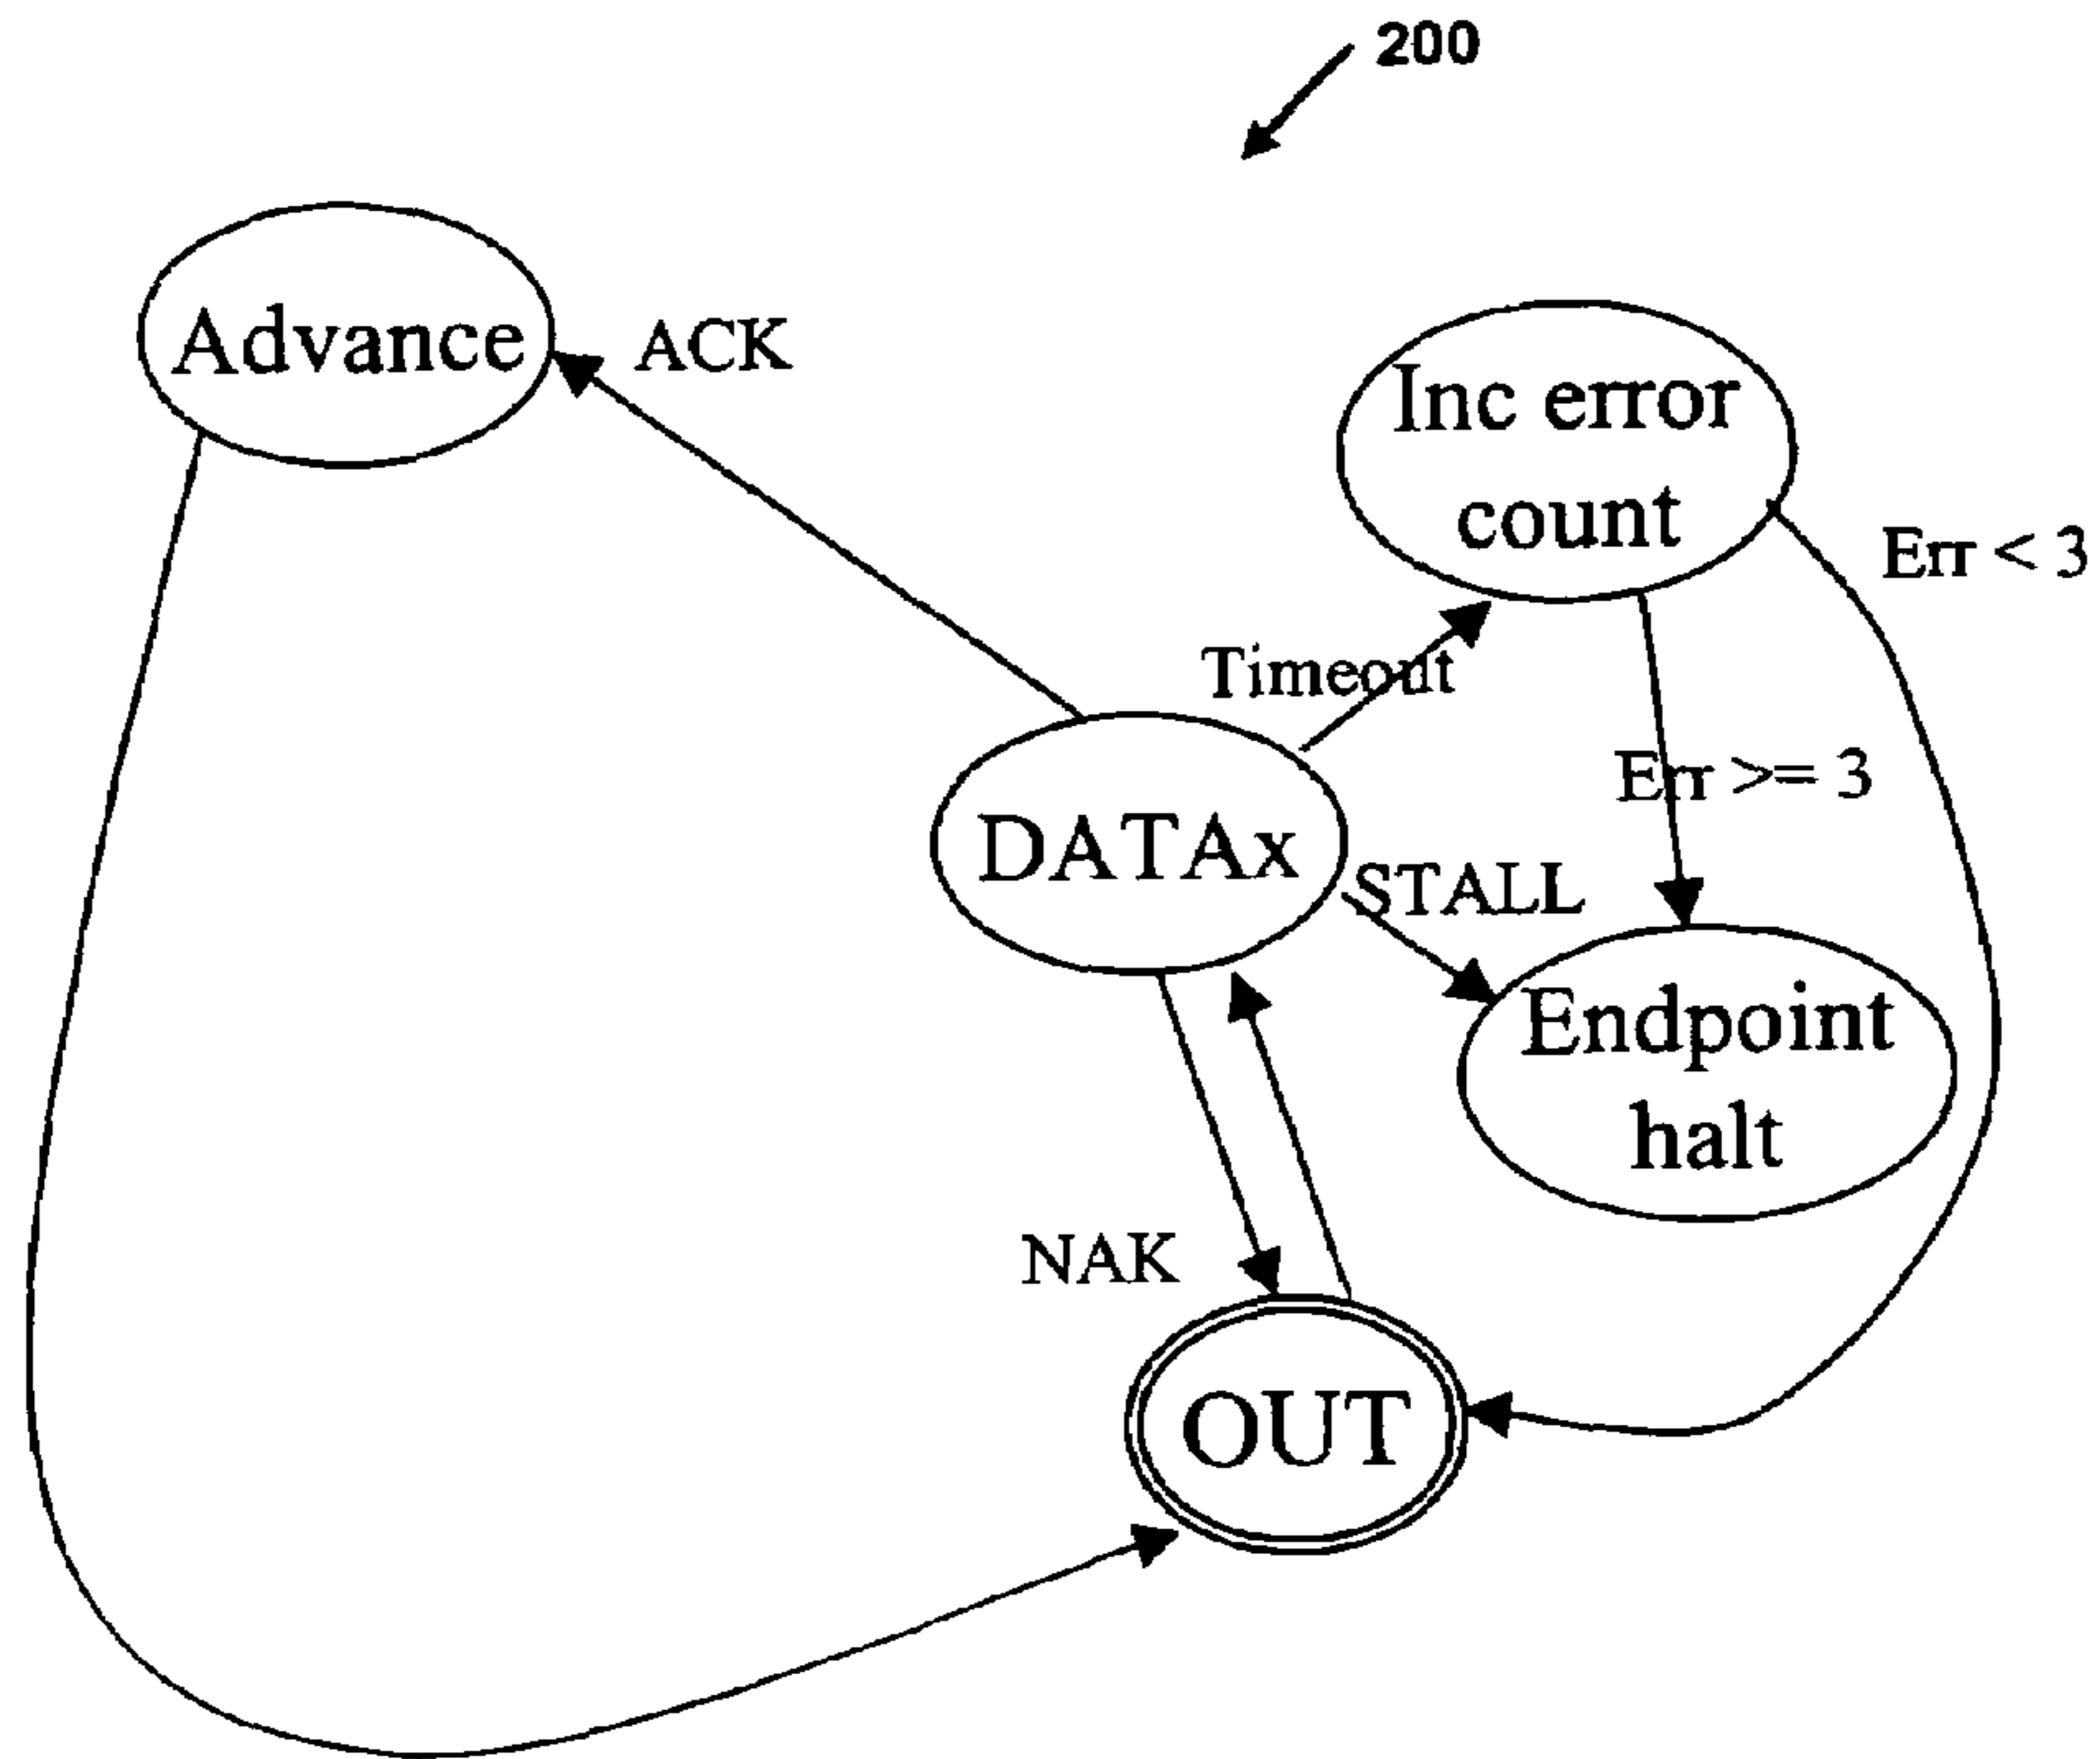 200
Advance
ACK
Inc error
count
Err < 3
Timeout
Err >= 3
DATAx
STALL
Endpoint
halt
NAK
OUT